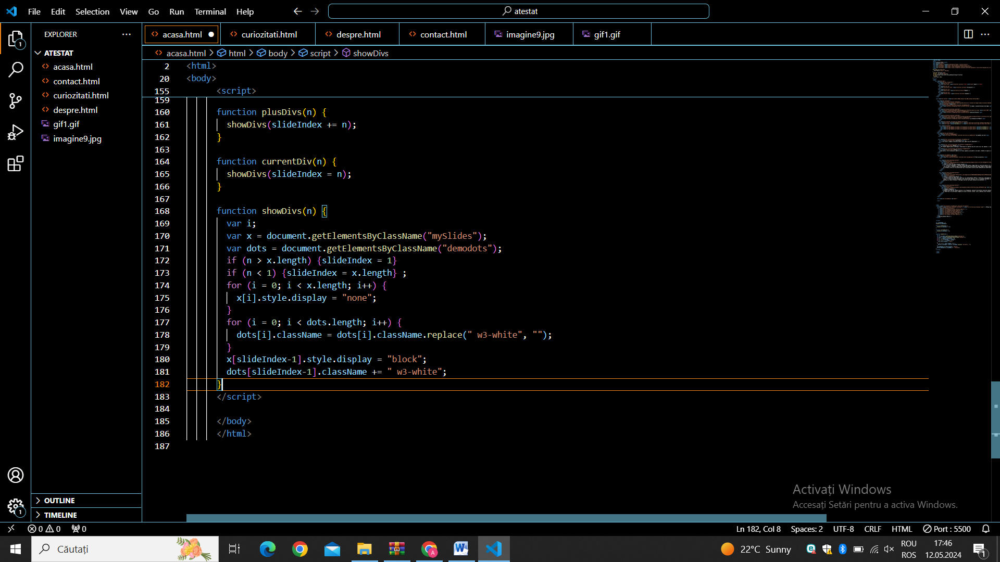 File Edit Selection View Go Run Terminal Help
atestat
EXPLORER
acasa.html
curiozitati.html
despre.html
contact.html
imagine9.jpg
gif1.gif
ATESTAT
acasa.html
contact.html
curiozitati.html
despre.html
gif1.gif
imagine9.jpg
OUTLINE
TIMELINE
1
1
acasa.html > html > body > script > showDivs
2 <html>
20 <body>
155 <script>
159
160 function plusDivs(n) {
161 showDivs(slideIndex += n);
162 }
163
164 function currentDiv(n) {
165 showDivs(slideIndex = n);
166 }
167
168 function showDivs(n) {
169 var i;
170 var x = document.getElementsByClassName("mySlides");
171 var dots = document.getElementsByClassName("demodots");
172 if (n > x.length) {slideIndex = 1}
173 if (n < 1) {slideIndex = x.length} ;
174 for (i = 0; i < x.length; i++) {
175 x[i].style.display = "none";
176 }
177 for (i = 0; i < dots.length; i++) {
178 dots[i].className = dots[i].className.replace(" w3-white", "");
179 }
180 x[slideIndex-1].style.display = "block";
181 dots[slideIndex-1].className += " w3-white";
182 }
183 </script>
184
185 </body>
186 </html>
187
Activați Windows
Accesați Setări pentru a activa Windows.
0 0 0
Ln 182, Col 8 Spaces: 2 UTF-8 CRLF HTML Port : 5500
Căutați
22°C Sunny
ROU
ROS
17:46
12.05.2024
1